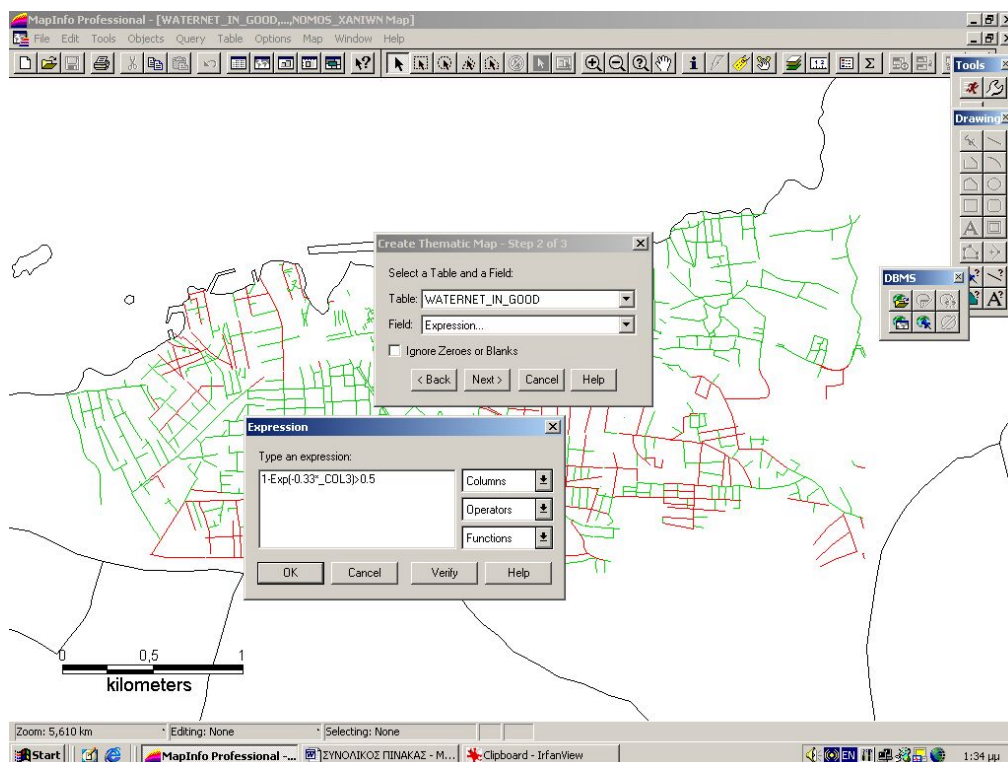 MapInfo Professional - [WATERNET_IN_GOOD,...,NOMOS_XANIWN Map]
File Edit Tools Objects Query Table Options Map Window Help
Tools
Drawing
Create Thematic Map - Step 2 of 3
Select a Table and a Field:
Table: WATERNET_IN_GOOD
Field: Expression...
Ignore Zeroes or Blanks
< Back Next > Cancel Help
DBMS
Expression
Type an expression:
1-Exp(-0.33*_COL3)>0.5
Columns
Operators
Functions
OK Cancel Verify Help
0 0,5 1
kilometers
Zoom: 5,610 km Editing: None Selecting: None
Start MapInfo Professional -... ΣΥΝΟΛΙΚΟΣ ΠΙΝΑΚΑΣ - M... Clipboard - IrfanView EN 1:34 μμ